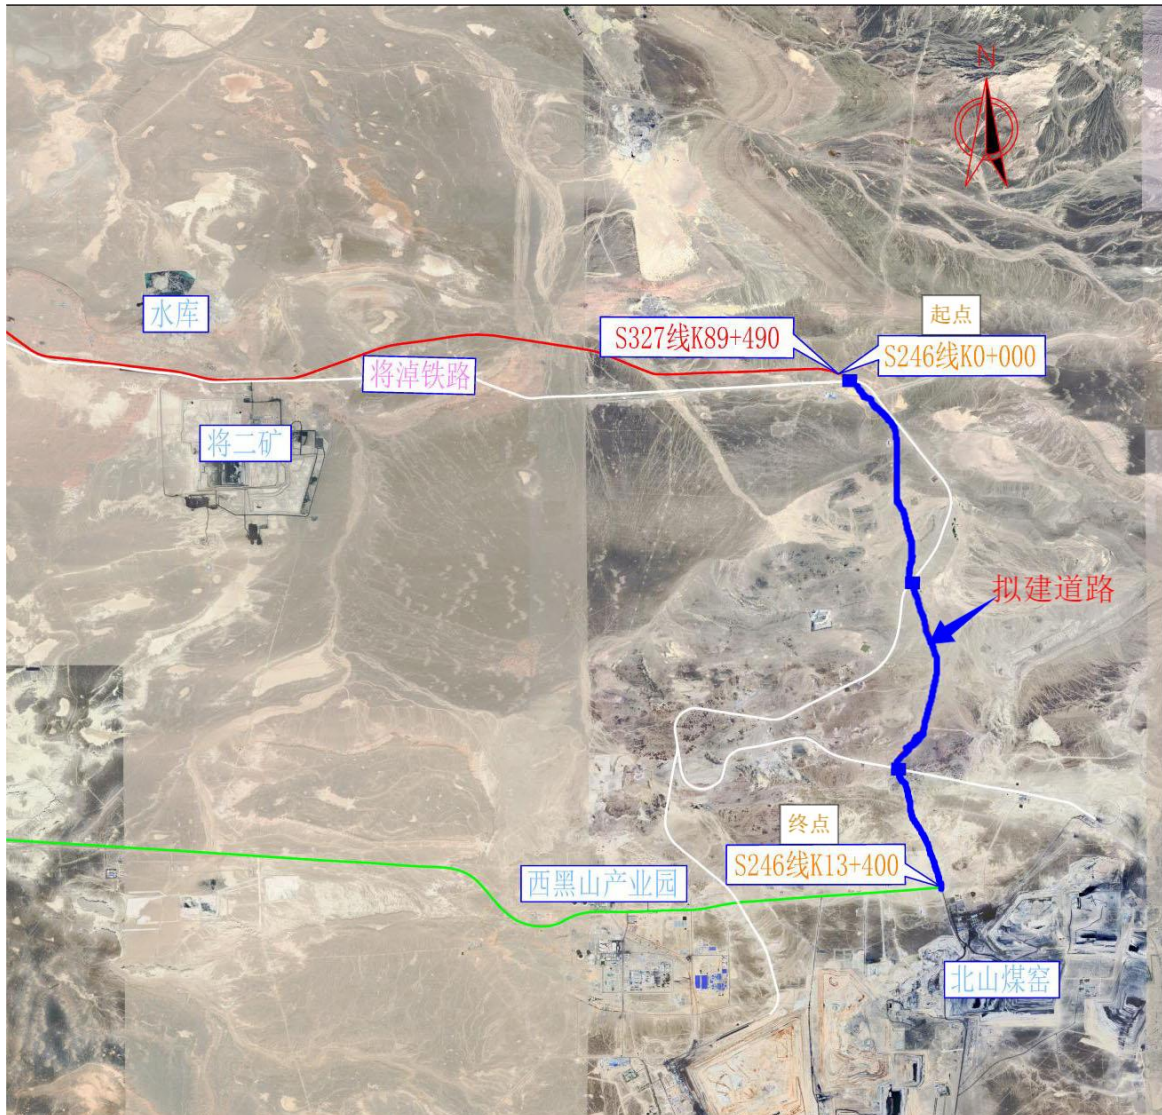 N
水库
起点
S327线K89+490
S246线K0+000
将淖铁路
将二矿
拟建道路
终点
S246线K13+400
西黑山产业园
北山煤窑